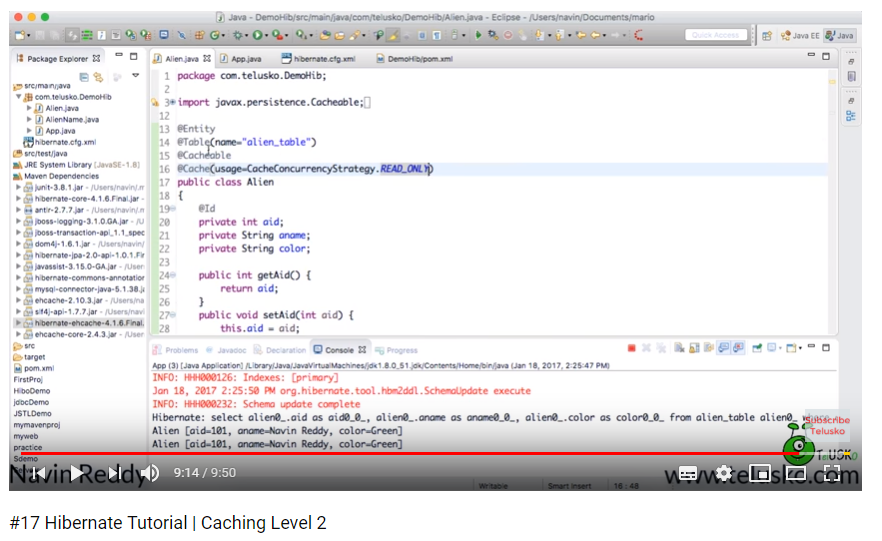 Java - DemoHib/src/main/java/com/telusko/DemoHib/Alien.java - Eclipse - /Users/navin/Documents/mario
Quick Access
Java EE
Java
Package Explorer
src/main/java
com.telusko.DemoHib
Alien.java
AlienName.java
App.java
hibernate.cfg.xml
src/test/java
JRE System Library [JavaSE-1.8]
Maven Dependencies
junit-3.8.1.jar - /Users/navin/.m
hibernate-core-4.1.6.Final.jar -
antlr-2.7.7.jar - /Users/navin/.m
jboss-logging-3.1.0.GA.jar - /U
jboss-transaction-api_1.1_spec
dom4j-1.6.1.jar - /Users/navin/
hibernate-jpa-2.0-api-1.0.1.Fir
javassist-3.15.0-GA.jar - /User
hibernate-commons-annotation
mysql-connector-java-5.1.38.ja
ehcache-2.10.3.jar - /Users/na
slf4j-api-1.7.7.jar - /Users/navi
hibernate-ehcache-4.1.6.Final.
ehcache-core-2.4.3.jar - /User
src
target
pom.xml
FirstProj
HiboDemo
jdbcDemo
JSTLDemo
mymavenproj
myweb
practice
Sdemo
Alien.java
App.java
hibernate.cfg.xml
DemoHib/pom.xml
1 package com.telusko.DemoHib;
2
3 import javax.persistence.Cacheable;
12
13 @Entity
14 @Table(name="alien_table")
15 @Cacheable
16 @Cache(usage=CacheConcurrencyStrategy.READ_ONLY)
17 public class Alien
18 {
19 @Id
20 private int aid;
21 private String aname;
22 private String color;
23
24 public int getAid() {
25 return aid;
26 }
27 public void setAid(int aid) {
28 this.aid = aid;
Problems
Javadoc
Declaration
Console
Progress
App (3) [Java Application] /Library/Java/JavaVirtualMachines/jdk1.8.0_51.jdk/Contents/Home/bin/java (Jan 18, 2017, 2:25:47 PM)
INFO: HHH000126: Indexes: [primary]
Jan 18, 2017 2:25:50 PM org.hibernate.tool.hbm2ddl.SchemaUpdate execute
INFO: HHH000232: Schema update complete
Hibernate: select alien0_.aid as aid0_0_, alien0_.aname as aname0_0_, alien0_.color as color0_0_ from alien_table alien0_ where
Alien [aid=101, aname=Navin Reddy, color=Green]
Alien [aid=101, aname=Navin Reddy, color=Green]
Subscribe
Telusko
TELUSKO
Navin Reddy
9:14 / 9:50
www.telusko.com
Writable
Smart Insert
16 : 48
#17 Hibernate Tutorial | Caching Level 2